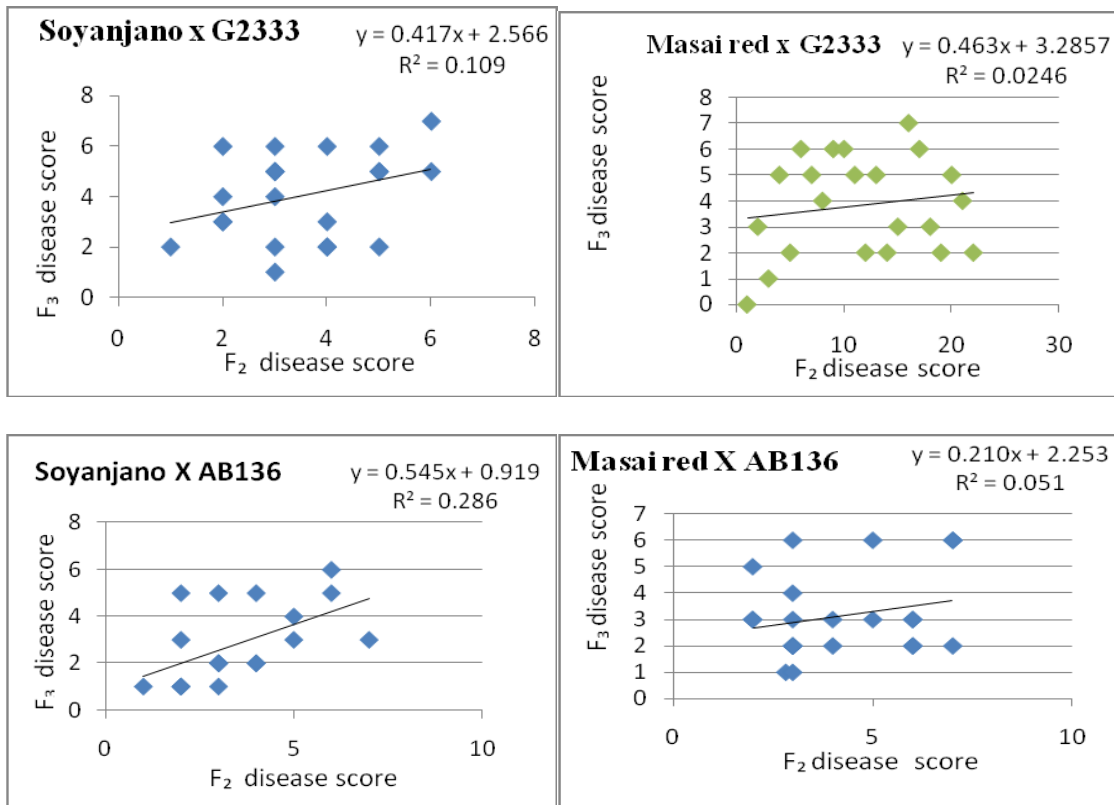 Soyanjano x G2333
y = 0.417x + 2.566
R² = 0.109
F₃ disease score
8
6
4
2
0
0 2 4 6 8
F₂ disease score
Masai red x G2333
y = 0.463x + 3.2857
R² = 0.0246
F₃ disease score
8
7
6
5
4
3
2
1
0
0 10 20 30
F₂ disease score
Soyanjano X AB136
y = 0.545x + 0.919
R² = 0.286
F₃ disease score
8
6
4
2
0
0 5 10
F₂ disease score
Masai red X AB136
y = 0.210x + 2.253
R² = 0.051
F₃ disease score
7
6
5
4
3
2
1
0
0 5 10
F₂ disease score